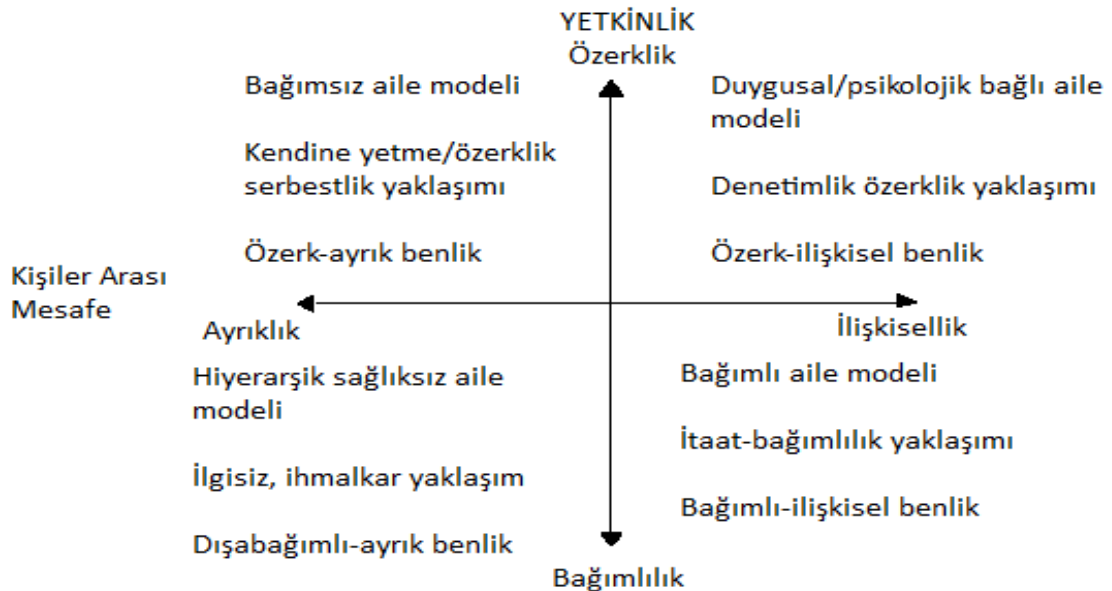 YETKİNLİK
Özerklik
Bağımsız aile modeli
Kendine yetme/özerklik
serbestlik yaklaşımı
Özerk-ayrık benlik
Duygusal/psikolojik bağlı aile
modeli
Denetimlik özerklik yaklaşımı
Özerk-ilişkisel benlik
Kişiler Arası
Mesafe
Ayrıklık
İlişkisellik
Hiyerarşik sağlıksız aile
modeli
İlgisiz, ihmalkar yaklaşım
Dışabağımlı-ayrık benlik
Bağımlı aile modeli
İtaat-bağımlılık yaklaşımı
Bağımlı-ilişkisel benlik
Bağımlılık